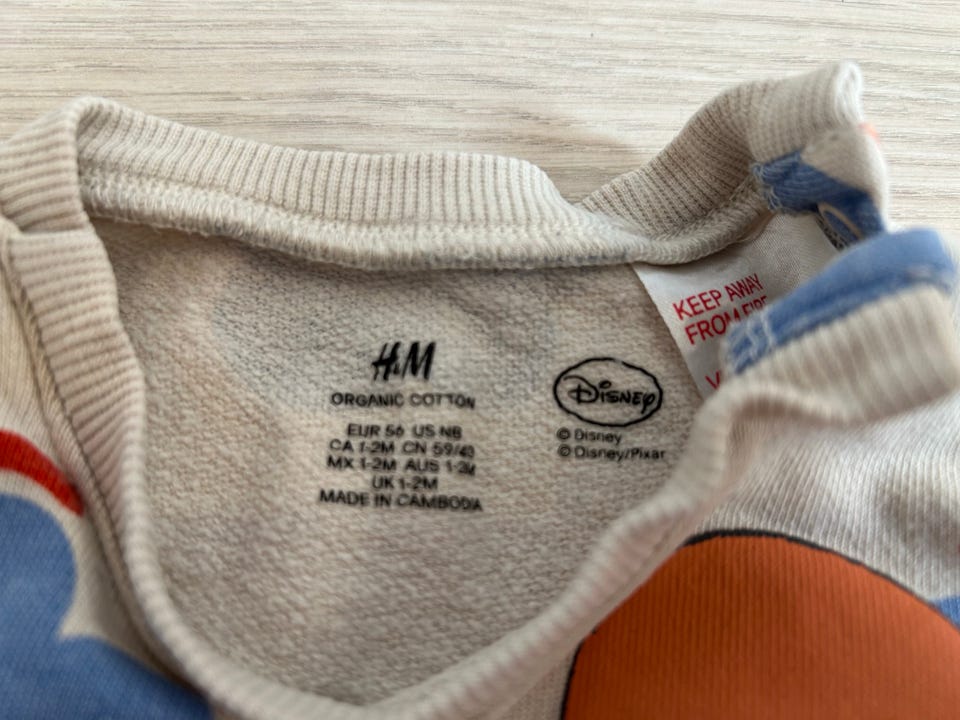 H&M
ORGANIC COTTON
EUR 56 US NB
CA 1-2M CN 59/43
MX 1-2M AUS 1-2M
UK 1-2M
MADE IN CAMBODIA
Disney
© Disney
© Disney/Pixar
KEEP AWAY
FROM FIRE